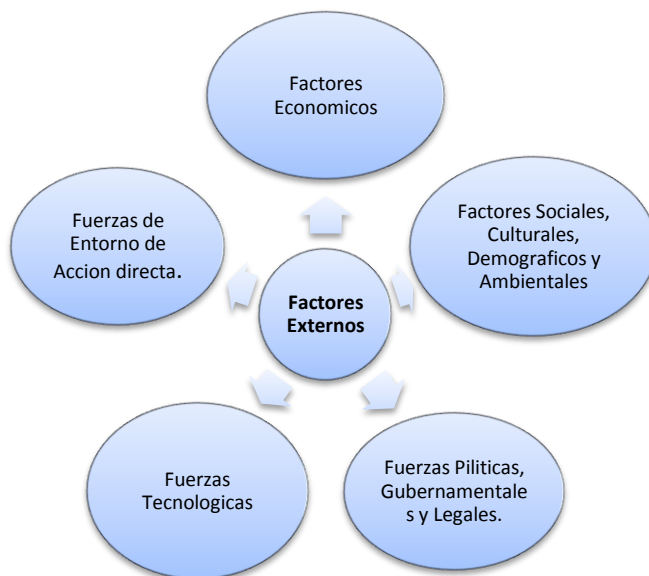 Factores
Economicos
Fuerzas de
Entorno de
Accion directa.
Factores Sociales,
Culturales,
Demograficos y
Ambientales
Factores
Externos
Fuerzas
Tecnologicas
Fuerzas Piliticas,
Gubernamentale
s y Legales.